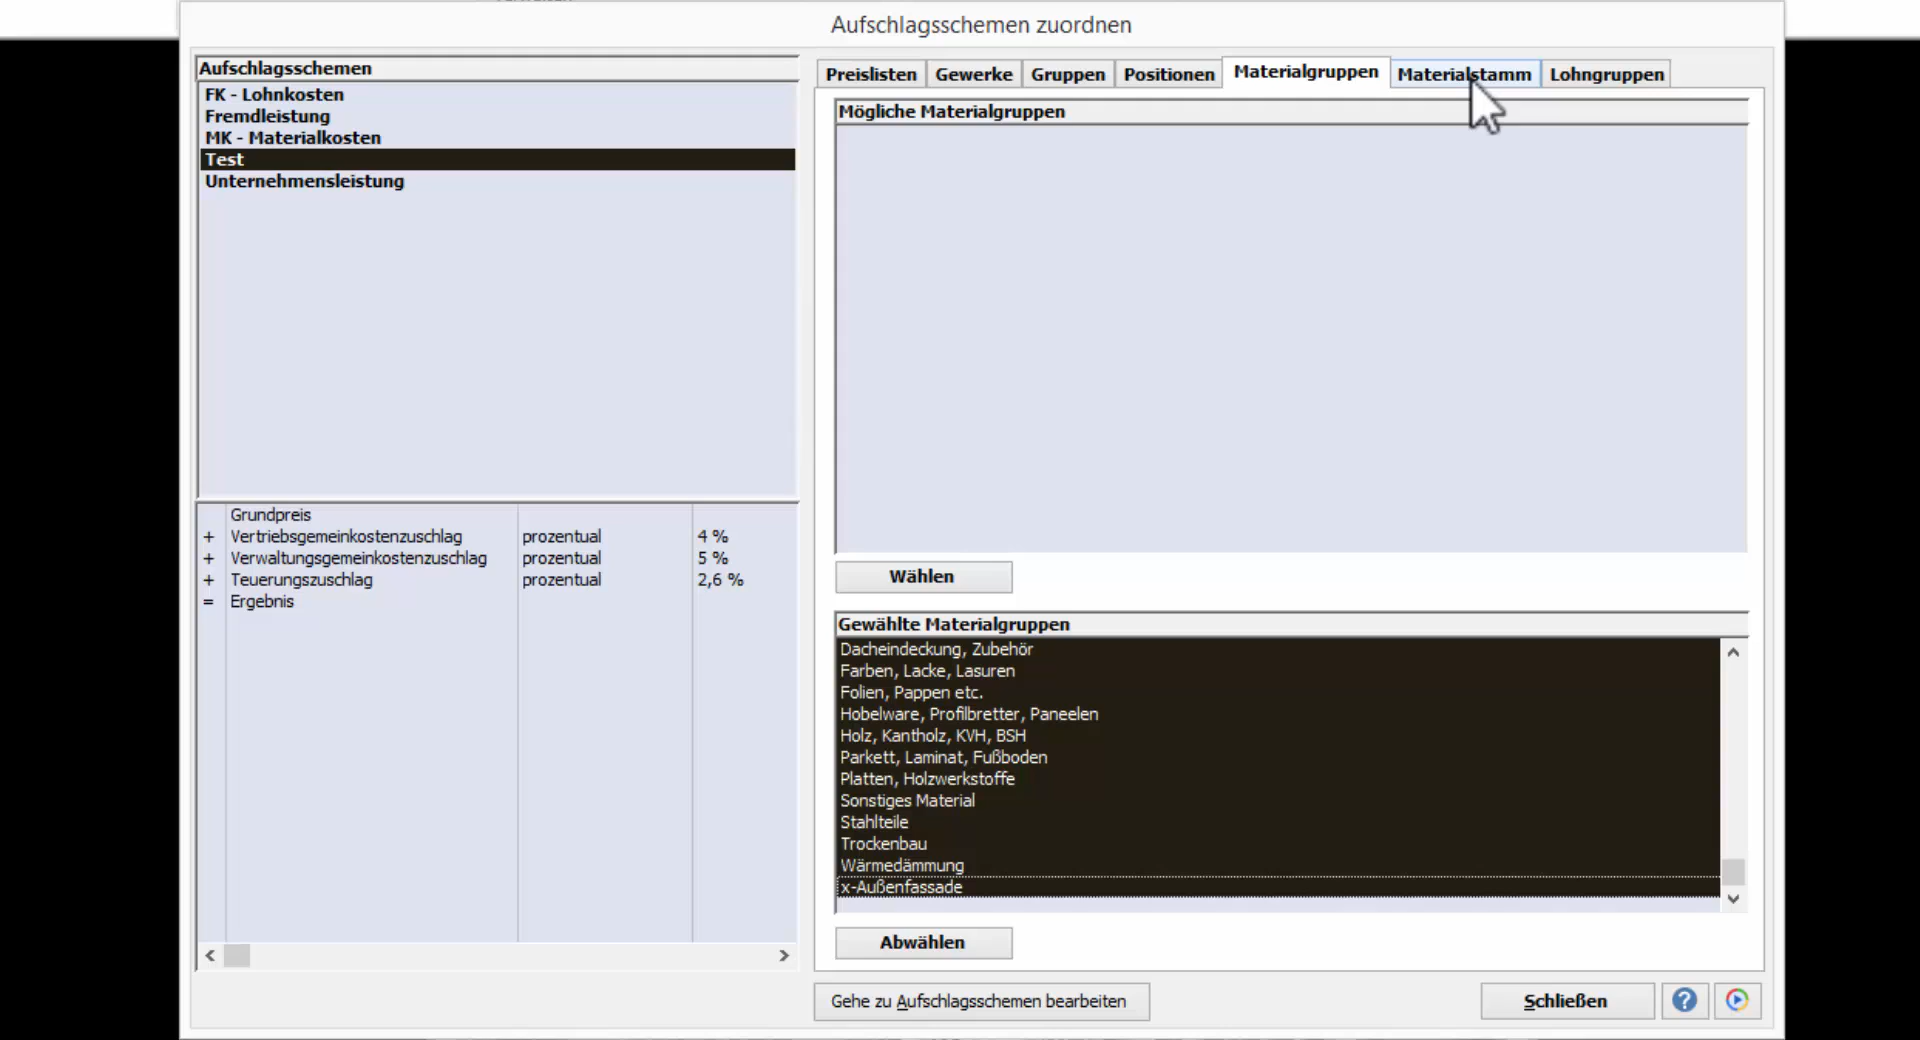 Aufschlagsschemen zuordnen
Aufschlagsschemen
FK - Lohnkosten
Fremdleistung
MK - Materialkosten
Test
Unternehmensleistung
Grundpreis
+ Vertriebsgemeinkostenzuschlag prozentual 4 %
+ Verwaltungsgemeinkostenzuschlag prozentual 5 %
+ Teuerungszuschlag prozentual 2,6 %
= Ergebnis
Preislisten Gewerke Gruppen Positionen Materialgruppen Materialstamm Lohngruppen
Mögliche Materialgruppen
Wählen
Gewählte Materialgruppen
Dacheindeckung, Zubehör
Farben, Lacke, Lasuren
Folien, Pappen etc.
Hobelware, Profilbretter, Paneelen
Holz, Kantholz, KVH, BSH
Parkett, Laminat, Fußboden
Platten, Holzwerkstoffe
Sonstiges Material
Stahlteile
Trockenbau
Wärmedämmung
x-Außenfassade
Abwählen
Gehe zu Aufschlagsschemen bearbeiten
Schließen
?